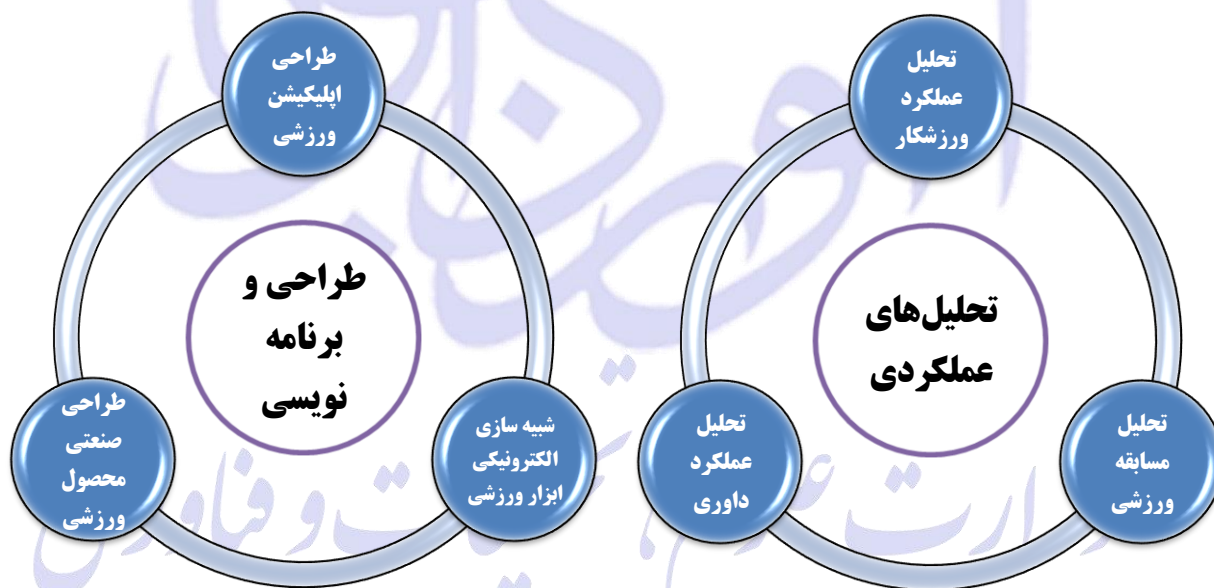 تحلیل
عملکرد
ورزشکار
تحلیل‌های
عملکردی
تحلیل
مسابقه
ورزشی
تحلیل
عملکرد
داوری
طراحی
اپلیکیشن
ورزشی
طراحی و
برنامه
نویسی
شبیه سازی
الکترونیکی
ابزار ورزشی
طراحی
صنعتی
محصول
ورزشی